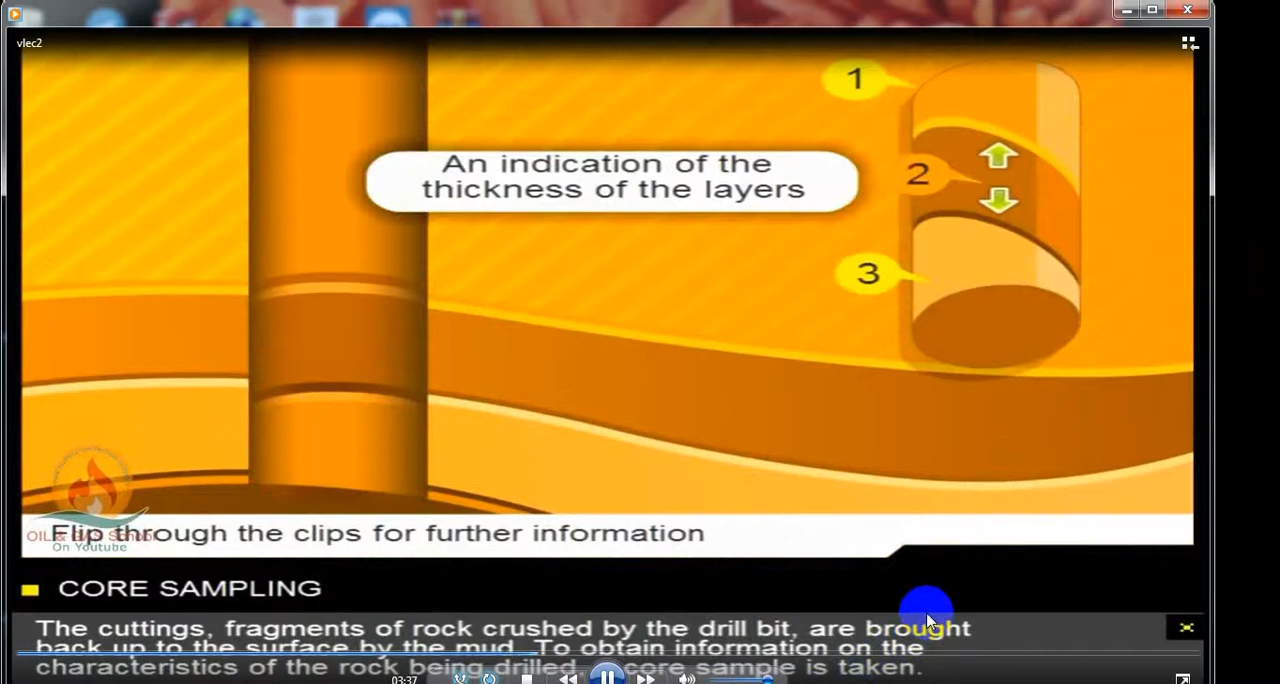 vlec2
1
An indication of the
thickness of the layers
2
3
Flip through the clips for further information
OIL & GAS School
On Youtube
CORE SAMPLING
The cuttings, fragments of rock crushed by the drill bit, are brought
back up to the surface by the mud. To obtain information on the
characteristics of the rock being drilled, core sample is taken.
03:37